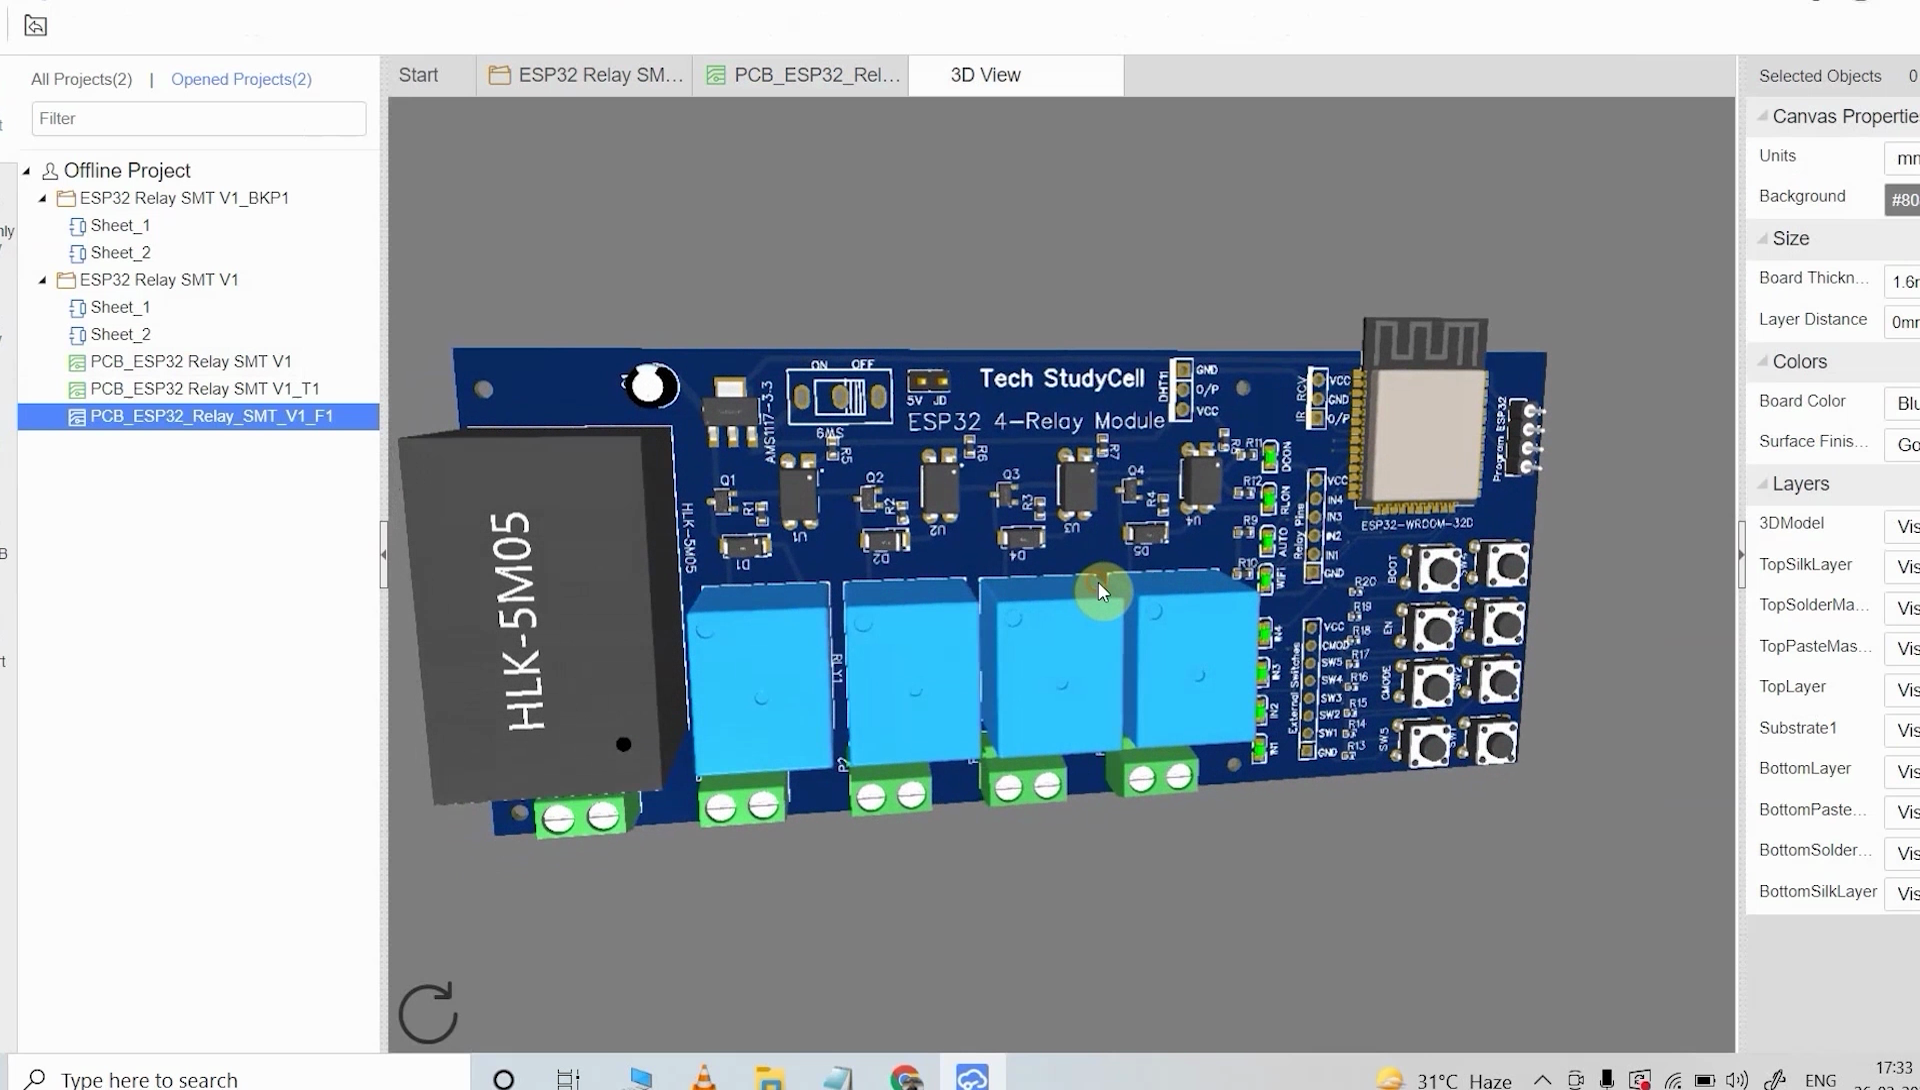 All Projects(2) | Opened Projects(2)
Filter
Offline Project
ESP32 Relay SMT V1_BKP1
Sheet_1
Sheet_2
ESP32 Relay SMT V1
Sheet_1
Sheet_2
PCB_ESP32 Relay SMT V1
PCB_ESP32 Relay SMT V1_T1
PCB_ESP32_Relay_SMT_V1_F1
Start
ESP32 Relay SM...
PCB_ESP32_Rel...
3D View
ON OFF
5V JD
Tech StudyCell
ESP32 4-Relay Module
DHT11
GND
O/P
VCC
IR RCV
VCC
GND
O/P
Program ESP32
AMS1117-3.3
SW6
R5
R6
R7
R11
DCON
Q1
Q2
Q3
Q4
R1
R2
R3
R4
R12
RLON
R9
AUTO
R10
WIFI
U1
U2
U3
U4
D1
D2
D4
D5
HLK-5M05
HLK-5M05
Relay Pins
VCC
IN4
IN3
IN2
IN1
GND
ESP32-WROOM-32D
BOOT
EN
CMODE
SW5
SW3
SW2
SW1
R20
R19
R18
R17
R16
R15
R14
R13
External Switches
VCC
CMOD
SW5
SW4
SW3
SW2
SW1
GND
IN4
IN3
IN2
IN1
RLY1
P2
Selected Objects 0
Canvas Propertie
Units mm
Background #80
Size
Board Thickn... 1.6m
Layer Distance 0mm
Colors
Board Color Blu
Surface Finis... Go
Layers
3DModel Vis
TopSilkLayer Vis
TopSolderMa... Vis
TopPasteMas... Vis
TopLayer Vis
Substrate1 Vis
BottomLayer Vis
BottomPaste... Vis
BottomSolder... Vis
BottomSilkLayer Vis
Type here to search
31°C Haze
ENG
17:33